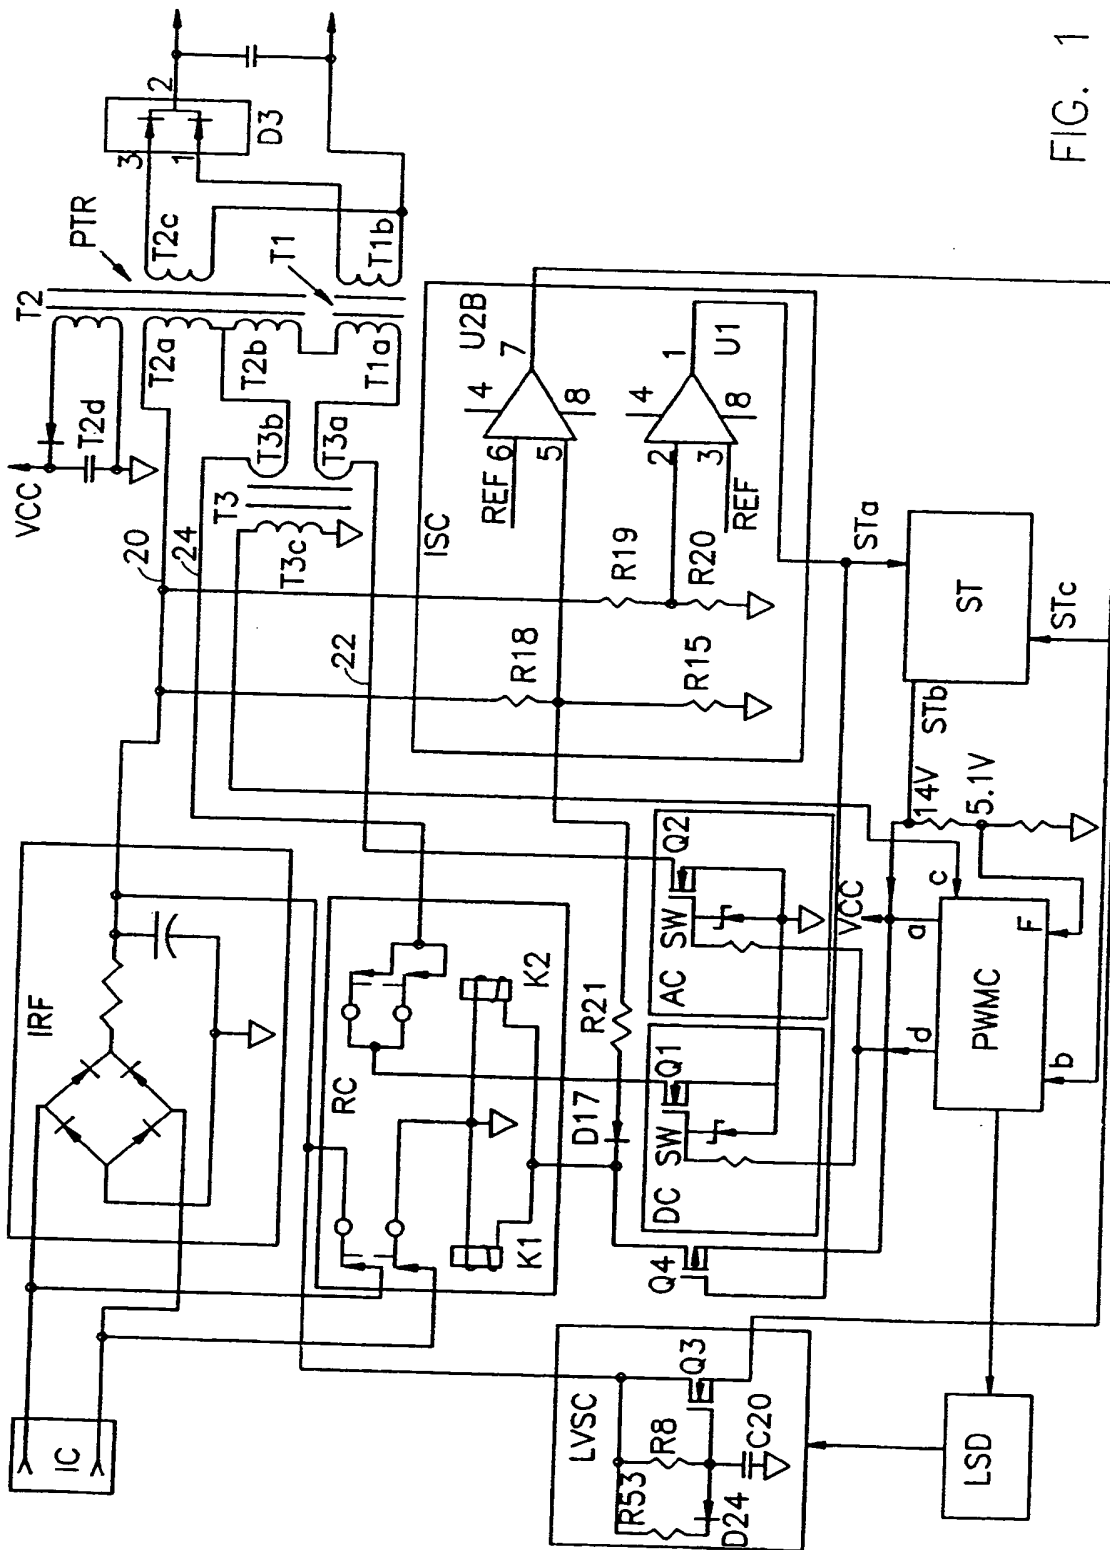 FIG. 1
IC
IRF
VCC
T2
PTR
T2d
T2a
T2c
T2b
T1
T1a
T1b
3
1
2
D3
20
24
T3b
T3a
T3
T3c
22
RC
K1
K2
ISC
U2B
REF
6
5
4
8
7
R18
R15
R19
R20
U1
2
3
REF
4
8
1
LVSC
R53
R8
D24
C20
Q3
Q4
D17
R21
DC
SW
Q1
AC
SW
Q2
VCC
a
b
c
d
F
PWMC
14V
5.1V
STa
STb
STc
ST
LSD